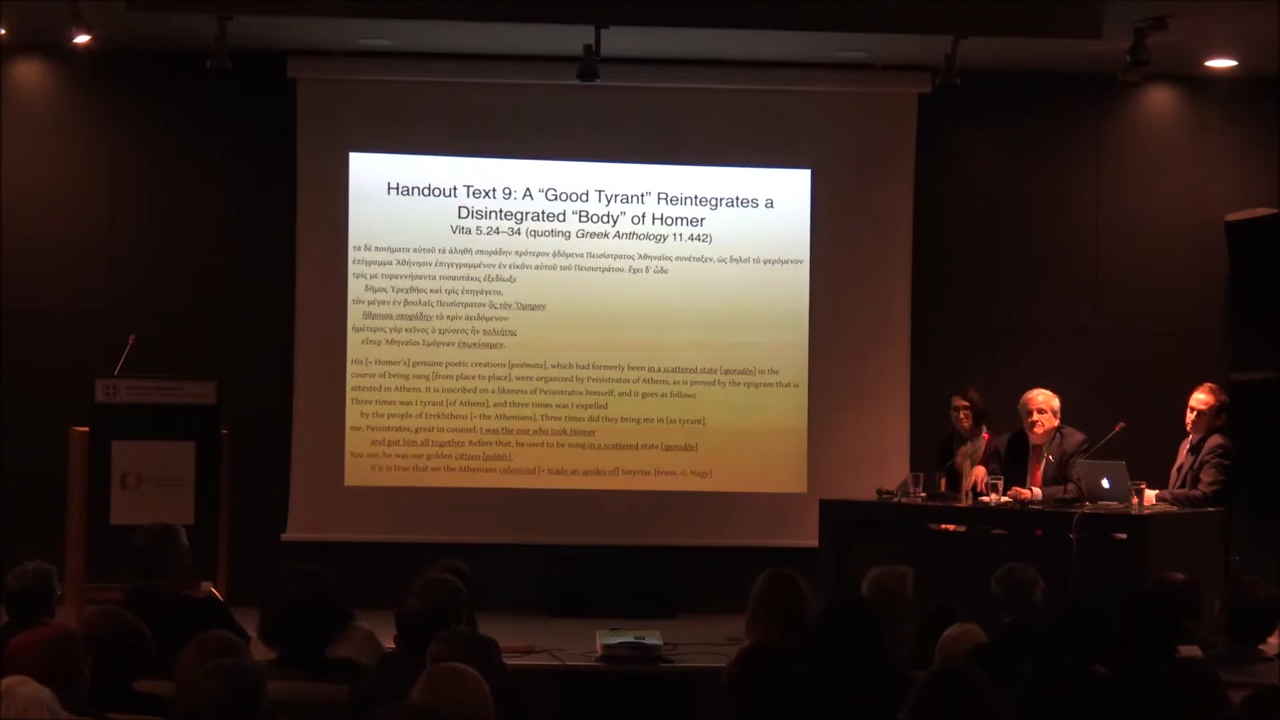 Handout Text 9: A “Good Tyrant” Reintegrates a
Disintegrated “Body” of Homer
Vita 5.24–34 (quoting Greek Anthology 11.442)
τὰ δὲ ποιήματα αὐτοῦ τὰ ἀληθῆ σποράδην πρότερον ᾀδόμενα Πεισίστρατος Ἀθηναῖος συνέταξεν, ὡς δηλοῖ τὸ φερόμενον
ἐπίγραμμα Ἀθήνησιν ἐπιγεγραμμένον ἐν εἰκόνι αὐτοῦ τοῦ Πεισιστράτου. ἔχει δ’ ὧδε·
τρίς με τυραννήσαντα τοσαυτάκις ἐξεδίωξε
δῆμος Ἐρεχθῆος καὶ τρὶς ἐπηγάγετο,
τὸν μέγαν ἐν βουλαῖς Πεισίστρατον ὃς τὸν Ὅμηρον
ἤθροισα σποράδην τὸ πρὶν ἀειδόμενον·
ἡμέτερος γὰρ κεῖνος ὁ χρύσεος ἦν πολιήτης
εἴπερ Ἀθηναῖοι Σμύρναν ἐπῳκίσαμεν.
His [= Homer’s] genuine poetic creations [poiēmata], which had formerly been in a scattered state [sporadēn] in the
course of being sung [from place to place], were organized by Peisistratos of Athens, as is proved by the epigram that is
attested in Athens. It is inscribed on a likeness of Peisistratos himself, and it goes as follows
Three times was I tyrant [of Athens], and three times was I expelled
by the people of Erekhtheus [= the Athenians]. Three times did they bring me in [as tyrant],
me, Peisistratos, great in counsel, I was the one who took Homer
and put him all together. Before that, he used to be sung in a scattered state [sporadēn]
You see, he was our golden citizen [politēs],
if it is true that we the Athenians colonized [= made an apoikia of] Smyrna. [trans. G. Nagy]